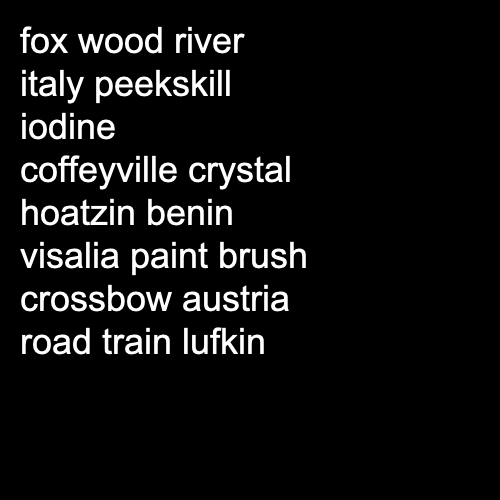 fox wood river
italy peekskill
iodine
coffeyville crystal
hoatzin benin
visalia paint brush
crossbow austria
road train lufkin